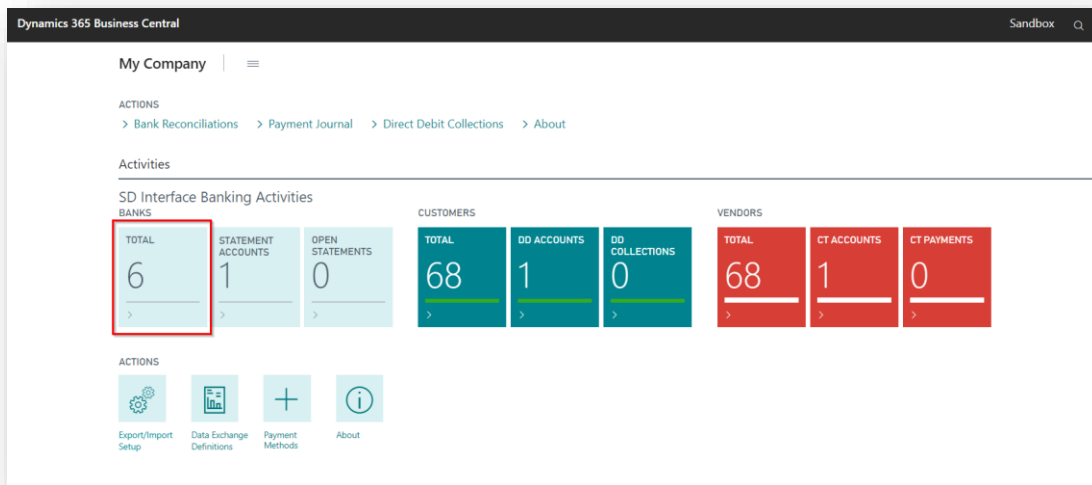 Dynamics 365 Business Central
Sandbox
My Company
ACTIONS
> Bank Reconciliations > Payment Journal > Direct Debit Collections > About
Activities
SD Interface Banking Activities
BANKS
TOTAL
6
STATEMENT
ACCOUNTS
1
OPEN
STATEMENTS
0
CUSTOMERS
TOTAL
68
DD ACCOUNTS
1
DD
COLLECTIONS
0
VENDORS
TOTAL
68
CT ACCOUNTS
1
CT PAYMENTS
0
ACTIONS
Export/Import
Setup
Data Exchange
Definitions
Payment
Methods
About